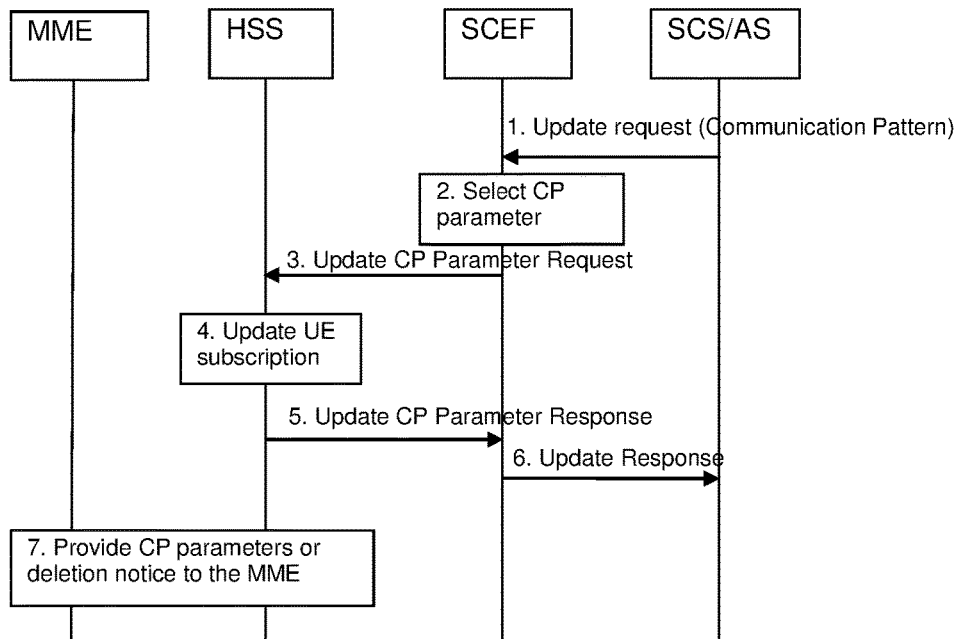 MME
HSS
SCEF
SCS/AS
1. Update request (Communication Pattern)
2. Select CP
parameter
3. Update CP Parameter Request
4. Update UE
subscription
5. Update CP Parameter Response
6. Update Response
7. Provide CP parameters or
deletion notice to the MME